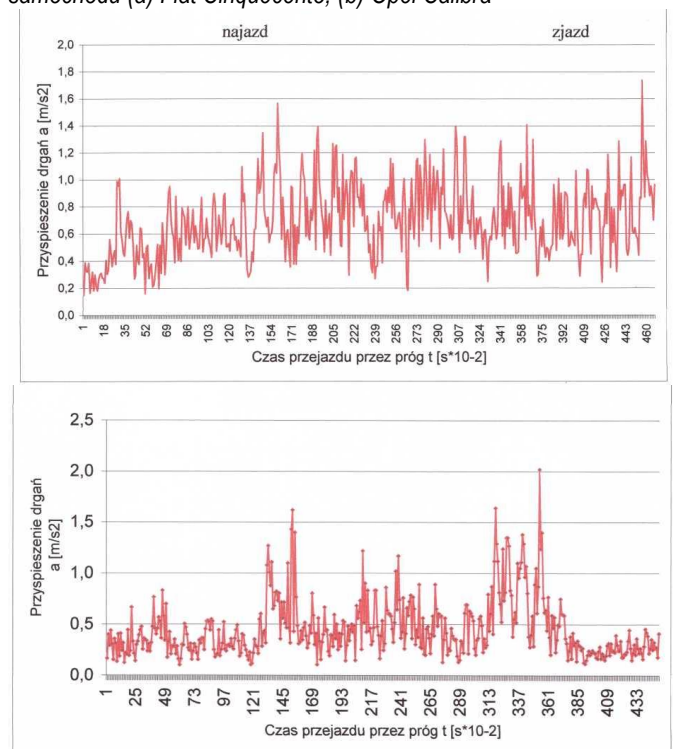 samochodu (a) Fiat Cinquecento, (b) Opel Calibra
najazd zjazd
2,0
1,8
1,6
1,4
1,2
1,0
0,8
0,6
0,4
0,2
0,0
Przyspieszenie drgań a [m/s2]
1 18 35 52 69 86 103 120 137 154 171 188 205 222 239 256 273 290 307 324 341 358 375 392 409 426 443 460
Czas przejazdu przez próg t [s*10-2]
2,5
2,0
1,5
1,0
0,5
0,0
Przyspieszenie drgań
a [m/s2]
1 25 49 73 97 121 145 169 193 217 241 265 289 313 337 361 385 409 433
Czas przejazdu przez próg t [s*10-2]